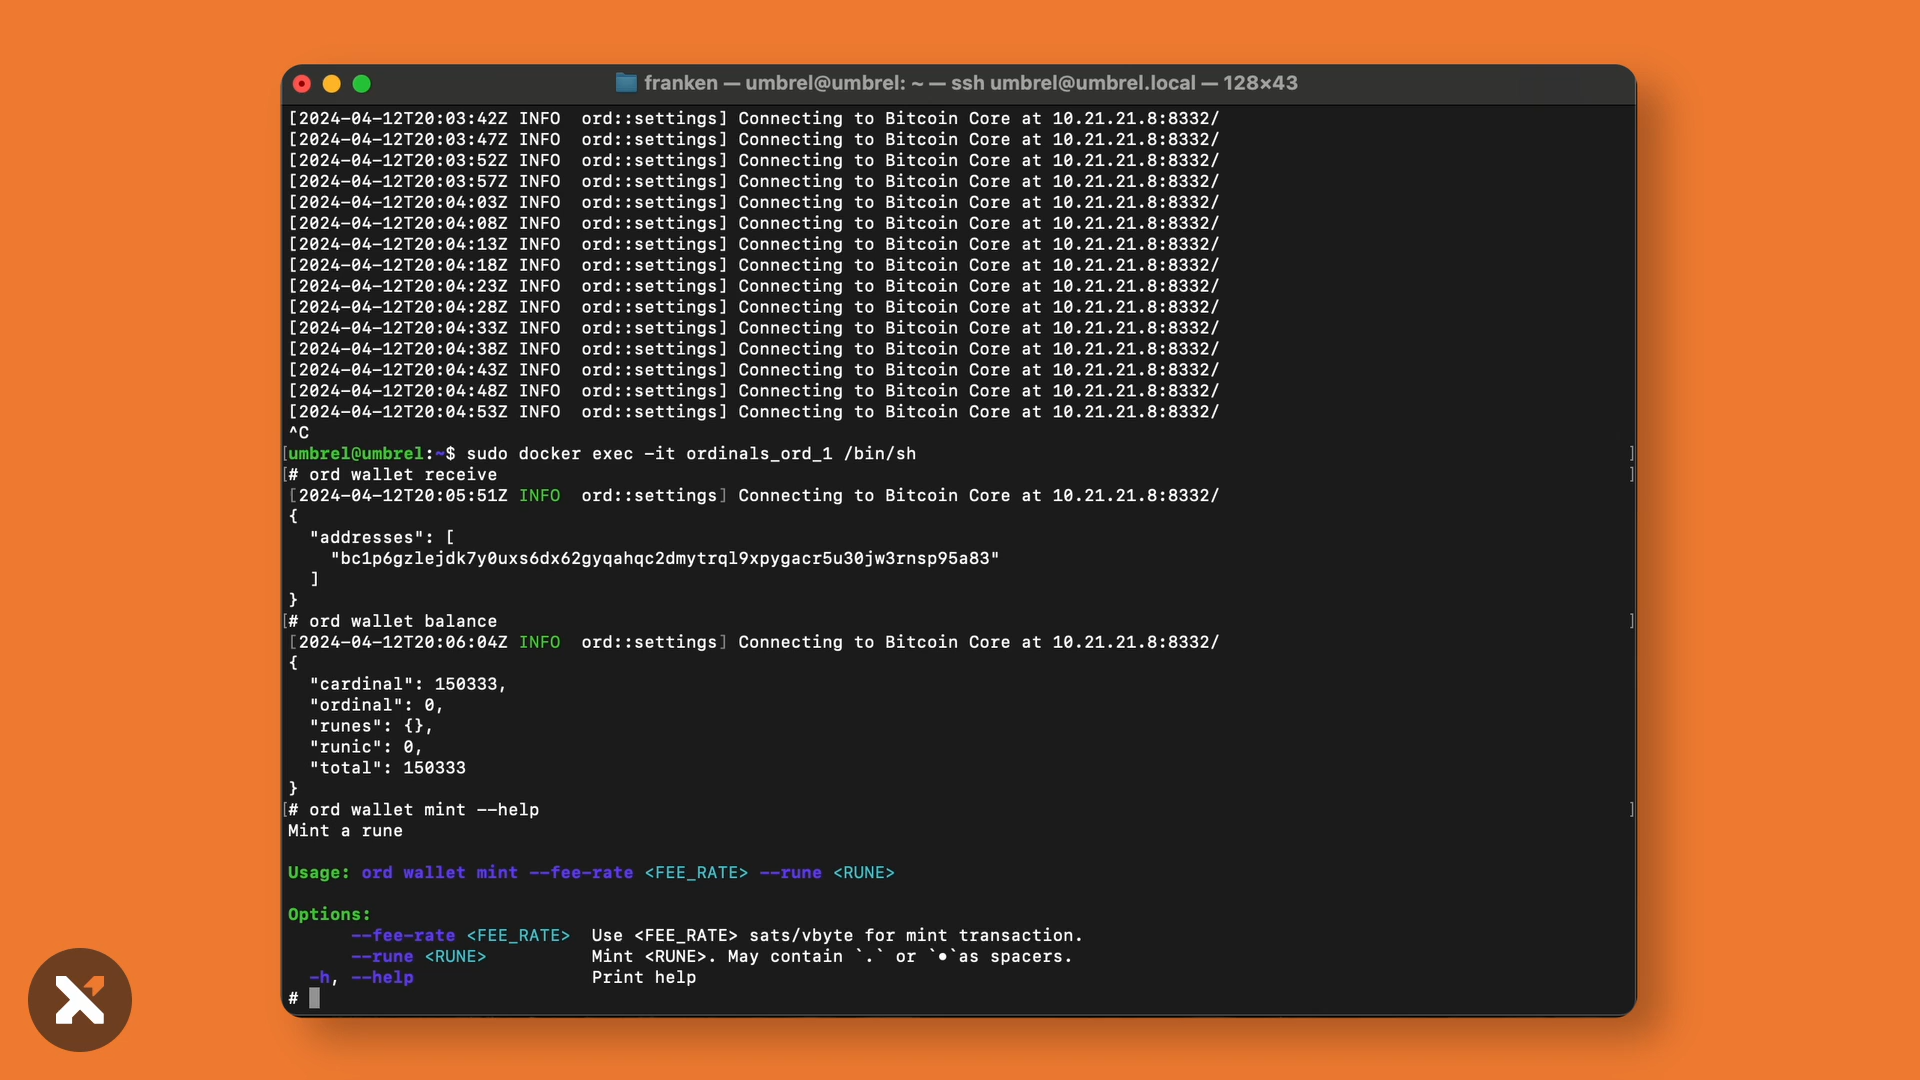 franken — umbrel@umbrel: ~ — ssh umbrel@umbrel.local — 128×43
[2024-04-12T20:03:42Z INFO  ord::settings] Connecting to Bitcoin Core at 10.21.21.8:8332/
[2024-04-12T20:03:47Z INFO  ord::settings] Connecting to Bitcoin Core at 10.21.21.8:8332/
[2024-04-12T20:03:52Z INFO  ord::settings] Connecting to Bitcoin Core at 10.21.21.8:8332/
[2024-04-12T20:03:57Z INFO  ord::settings] Connecting to Bitcoin Core at 10.21.21.8:8332/
[2024-04-12T20:04:03Z INFO  ord::settings] Connecting to Bitcoin Core at 10.21.21.8:8332/
[2024-04-12T20:04:08Z INFO  ord::settings] Connecting to Bitcoin Core at 10.21.21.8:8332/
[2024-04-12T20:04:13Z INFO  ord::settings] Connecting to Bitcoin Core at 10.21.21.8:8332/
[2024-04-12T20:04:18Z INFO  ord::settings] Connecting to Bitcoin Core at 10.21.21.8:8332/
[2024-04-12T20:04:23Z INFO  ord::settings] Connecting to Bitcoin Core at 10.21.21.8:8332/
[2024-04-12T20:04:28Z INFO  ord::settings] Connecting to Bitcoin Core at 10.21.21.8:8332/
[2024-04-12T20:04:33Z INFO  ord::settings] Connecting to Bitcoin Core at 10.21.21.8:8332/
[2024-04-12T20:04:38Z INFO  ord::settings] Connecting to Bitcoin Core at 10.21.21.8:8332/
[2024-04-12T20:04:43Z INFO  ord::settings] Connecting to Bitcoin Core at 10.21.21.8:8332/
[2024-04-12T20:04:48Z INFO  ord::settings] Connecting to Bitcoin Core at 10.21.21.8:8332/
[2024-04-12T20:04:53Z INFO  ord::settings] Connecting to Bitcoin Core at 10.21.21.8:8332/
^C
[umbrel@umbrel:~$ sudo docker exec -it ordinals_ord_1 /bin/sh ]
[# ord wallet receive ]
[2024-04-12T20:05:51Z INFO  ord::settings] Connecting to Bitcoin Core at 10.21.21.8:8332/
{
  "addresses": [
    "bc1p6gzlejdk7y0uxs6dx62gyqahqc2dmytrql9xpygacr5u30jw3rnsp95a83"
  ]
}
[# ord wallet balance ]
[2024-04-12T20:06:04Z INFO  ord::settings] Connecting to Bitcoin Core at 10.21.21.8:8332/
{
  "cardinal": 150333,
  "ordinal": 0,
  "runes": {},
  "runic": 0,
  "total": 150333
}
[# ord wallet mint --help ]
Mint a rune
Usage: ord wallet mint --fee-rate <FEE_RATE> --rune <RUNE>
Options:
      --fee-rate <FEE_RATE>  Use <FEE_RATE> sats/vbyte for mint transaction.
      --rune <RUNE>          Mint <RUNE>. May contain `.` or `•`as spacers.
  -h, --help                 Print help
#